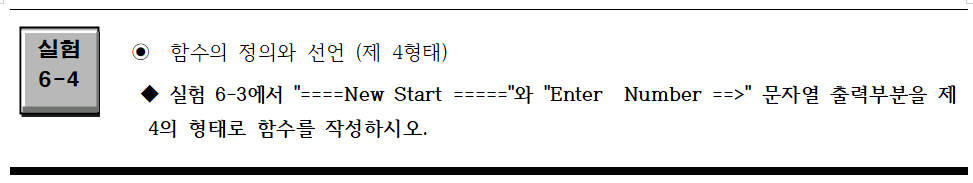 실험
6-4
◉ 함수의 정의와 선언 (제 4형태)
◆ 실험 6-3에서 "====New Start ====="와 "Enter  Number ==>" 문자열 출력부분을 제
4의 형태로 함수를 작성하시오.